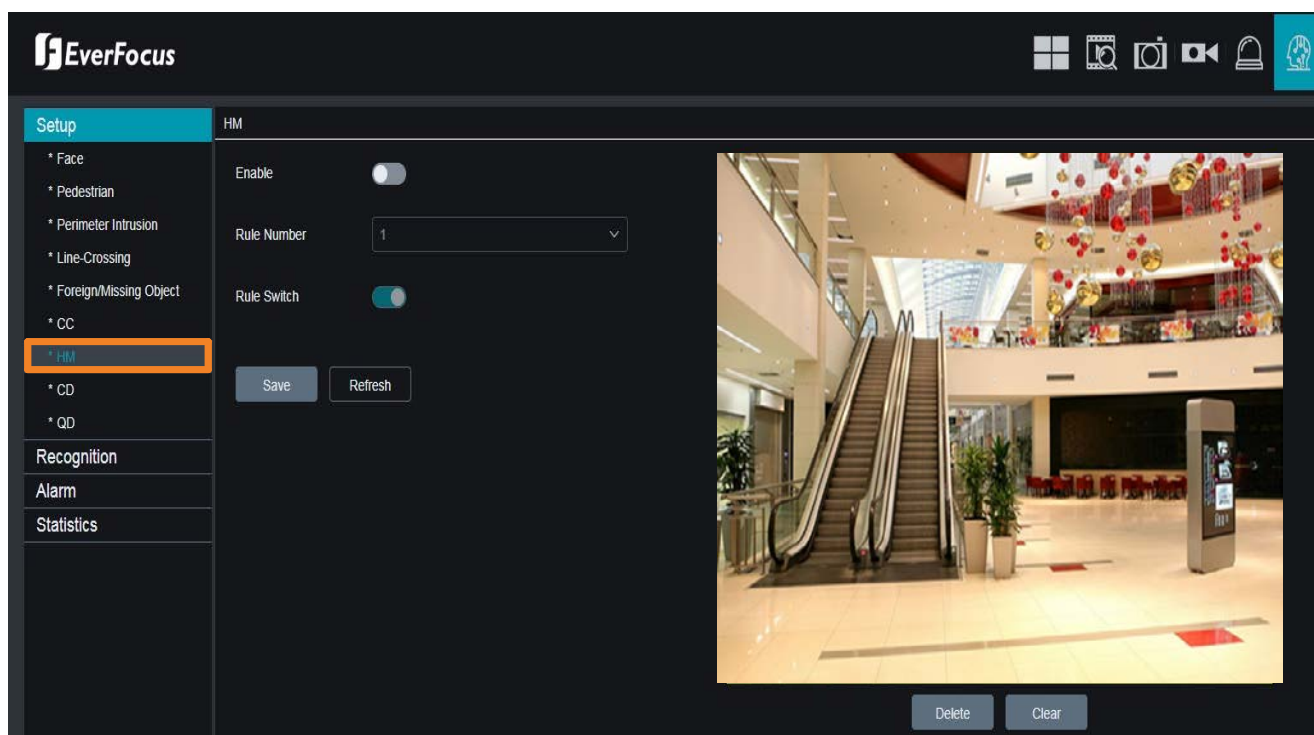 EverFocus
Setup
* Face
* Pedestrian
* Perimeter Intrusion
* Line-Crossing
* Foreign/Missing Object
* CC
* HM
* CD
* QD
Recognition
Alarm
Statistics
HM
Enable
Rule Number
1
Rule Switch
Save
Refresh
Delete
Clear